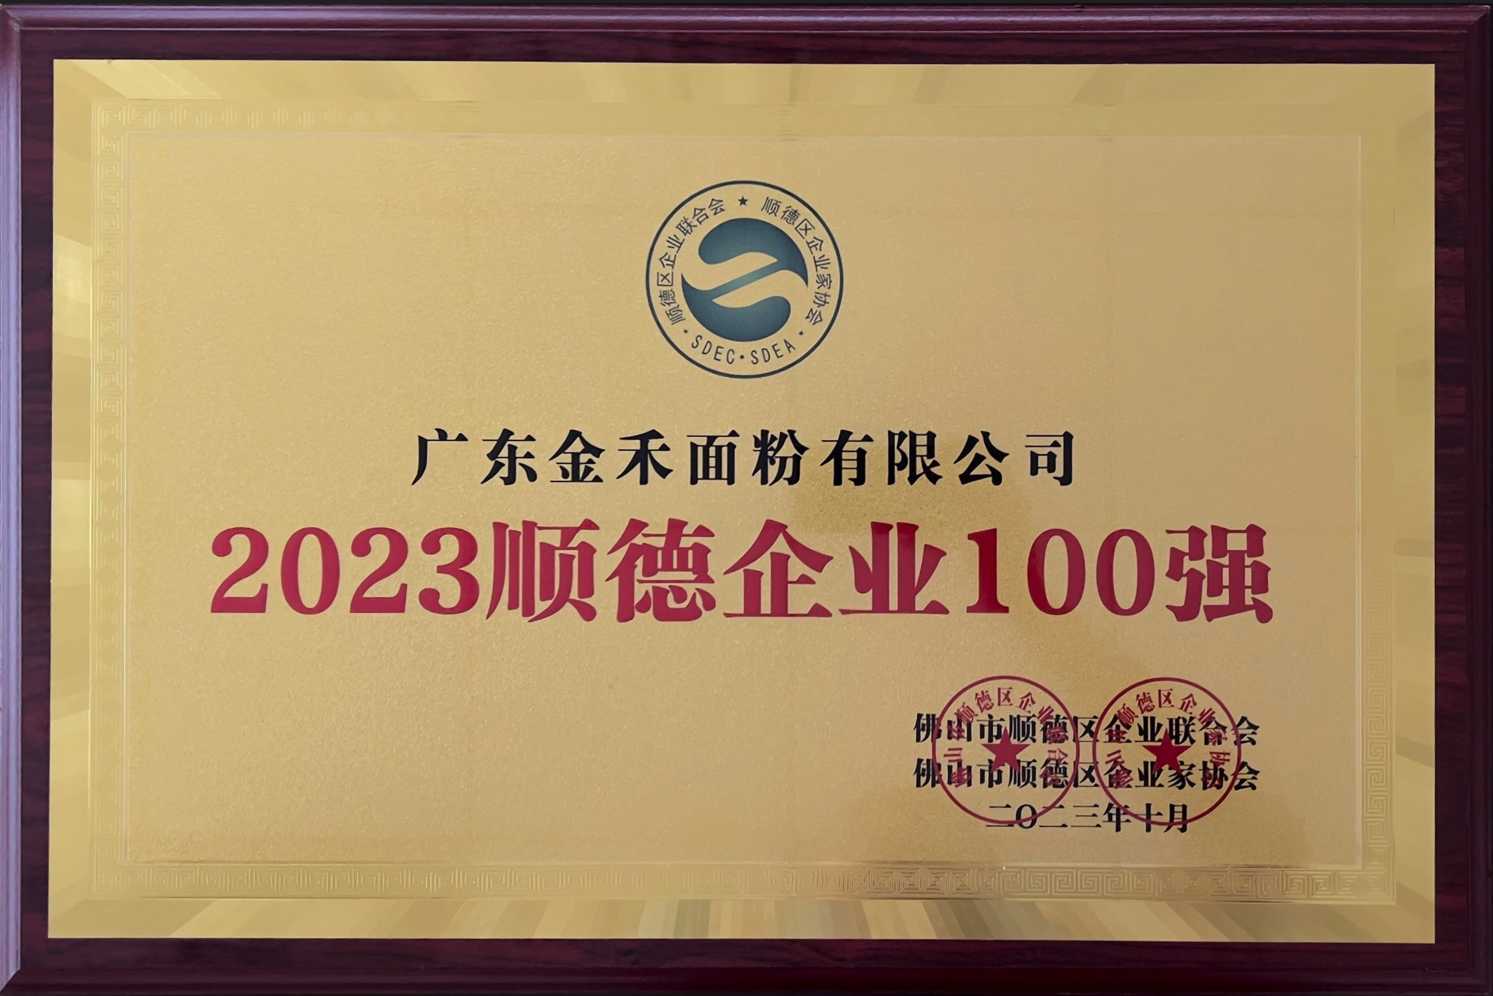 顺德区企业联合会 ★ 顺德区企业家协会
SDEC·SDEA
广东金禾面粉有限公司
2023顺德企业100强
佛山市顺德区企业联合会
佛山市顺德区企业家协会
二〇二三年十月